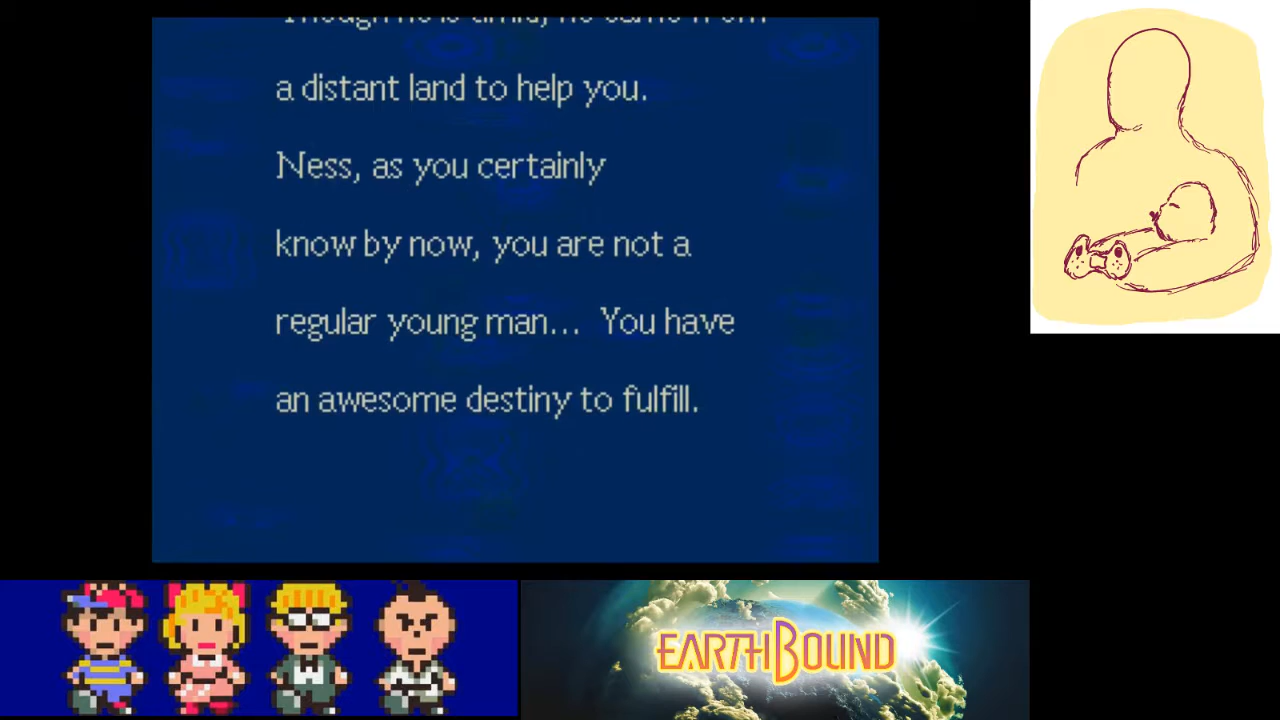 a distant land to help you.
Ness, as you certainly
know by now, you are not a
regular young man... You have
an awesome destiny to fulfill.
EARTHBOUND